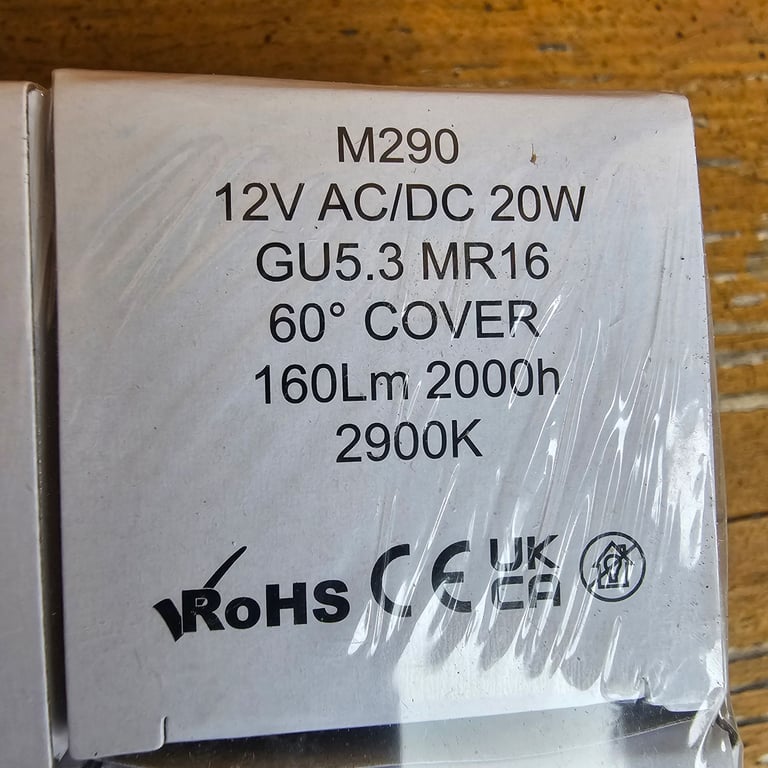 M290
12V AC/DC 20W
GU5.3 MR16
60° COVER
160Lm 2000h
2900K
RoHS CE UK
CA